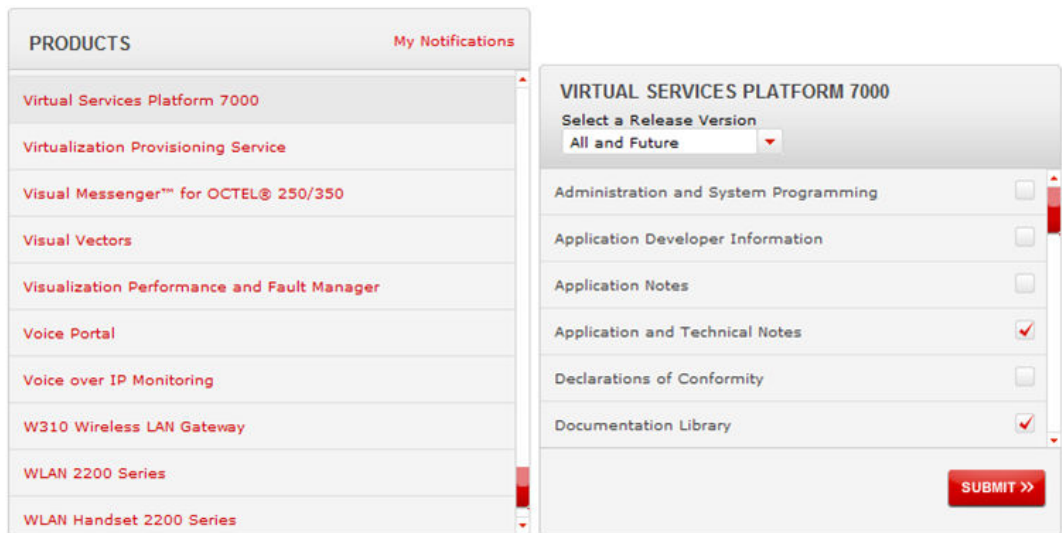 PRODUCTS
My Notifications
Virtual Services Platform 7000
Virtualization Provisioning Service
Visual Messenger™ for OCTEL® 250/350
Visual Vectors
Visualization Performance and Fault Manager
Voice Portal
Voice over IP Monitoring
W310 Wireless LAN Gateway
WLAN 2200 Series
WLAN Handset 2200 Series
VIRTUAL SERVICES PLATFORM 7000
Select a Release Version
All and Future
Administration and System Programming
Application Developer Information
Application Notes
Application and Technical Notes
Declarations of Conformity
Documentation Library
SUBMIT >>